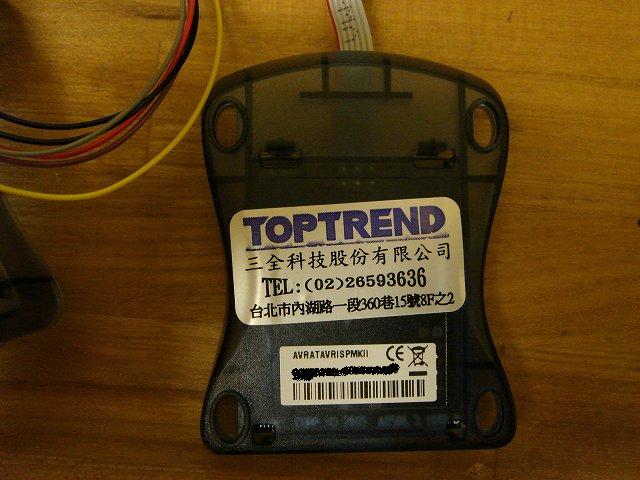 TOPTREND
三全科技股份有限公司
TEL:(02)26593636
台北市內湖路一段360巷15號8F之2
AVRATAVRISPMKII CE